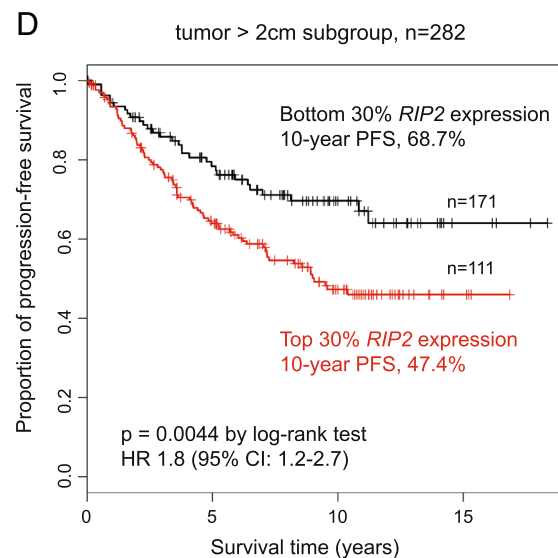 D
tumor > 2cm subgroup, n=282
Proportion of progression-free survival
1.0
0.8
0.6
0.4
0.2
0.0
Bottom 30% RIP2 expression
10-year PFS, 68.7%
n=171
n=111
Top 30% RIP2 expression
10-year PFS, 47.4%
p = 0.0044 by log-rank test
HR 1.8 (95% CI: 1.2-2.7)
0 5 10 15
Survival time (years)